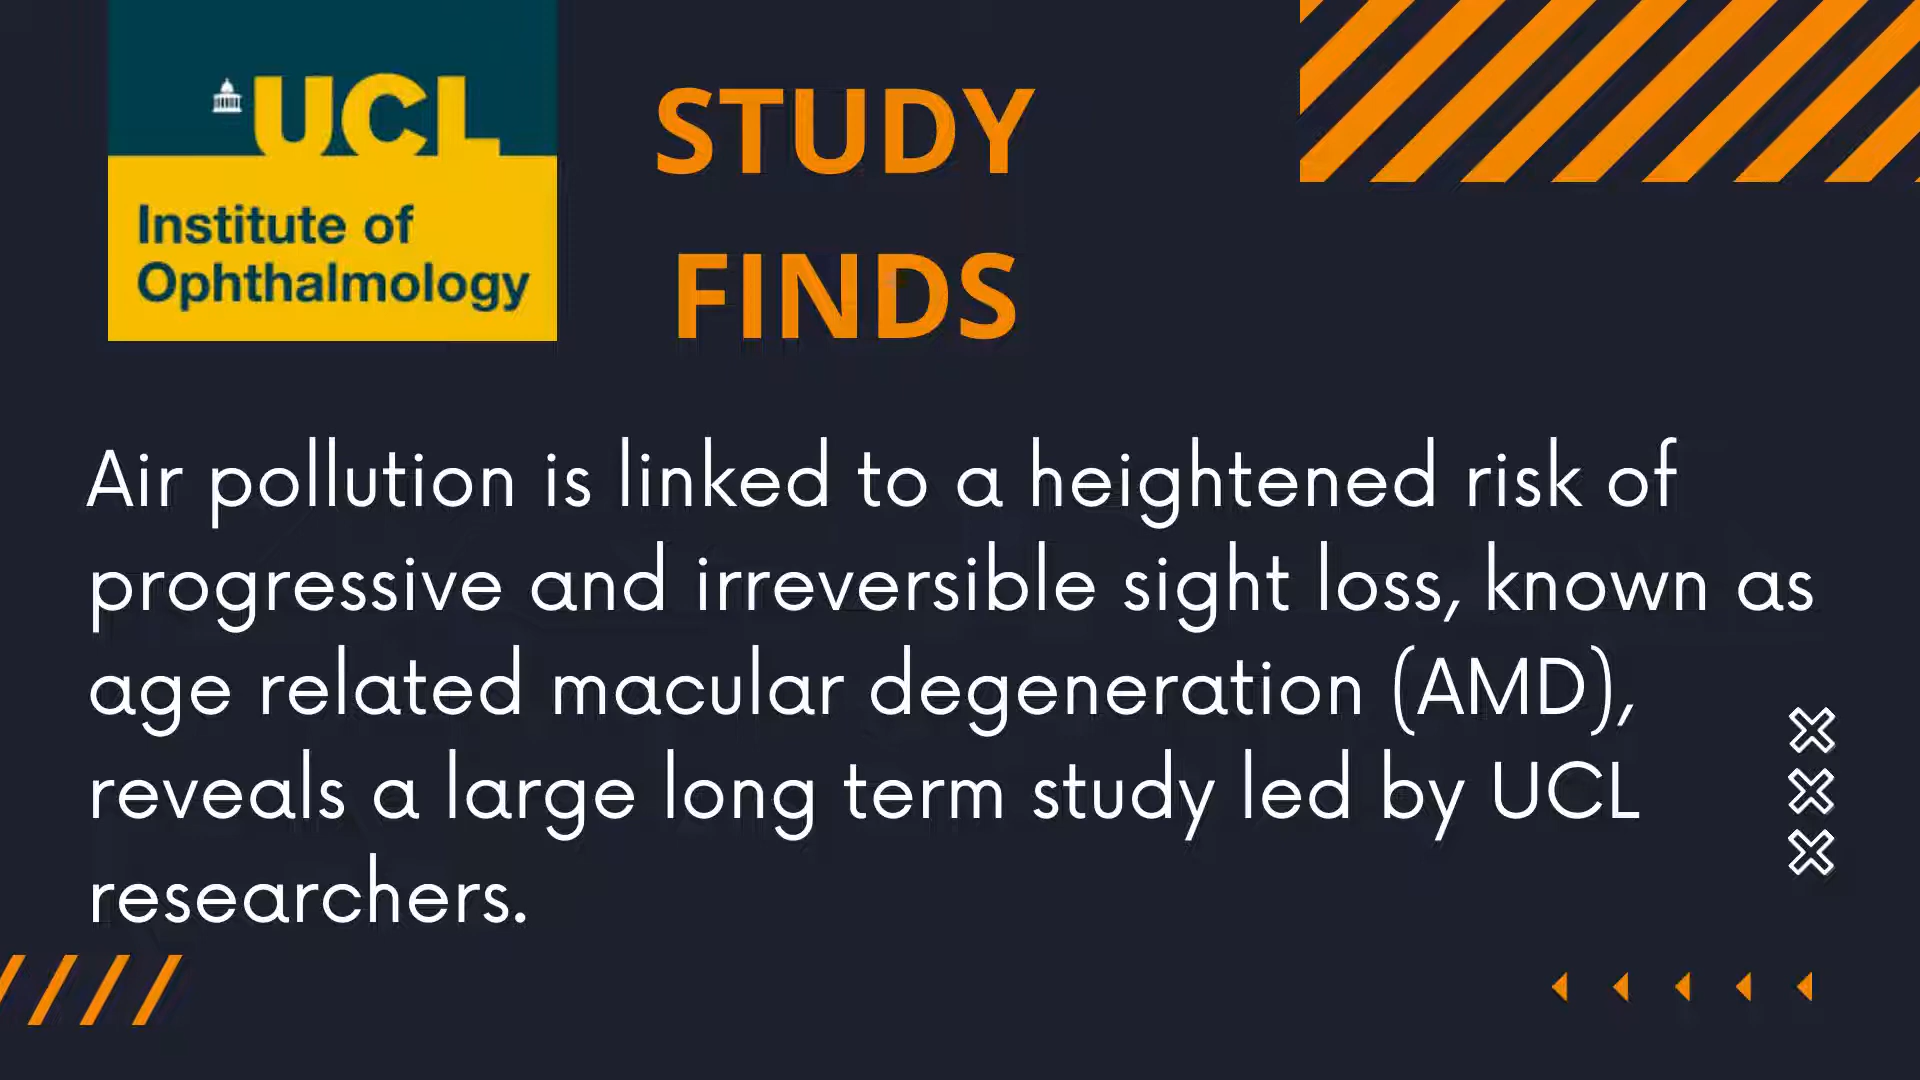 UCL
Institute of
Ophthalmology
STUDY
FINDS
Air pollution is linked to a heightened risk of
progressive and irreversible sight loss, known as
age related macular degeneration (AMD),
reveals a large long term study led by UCL
researchers.